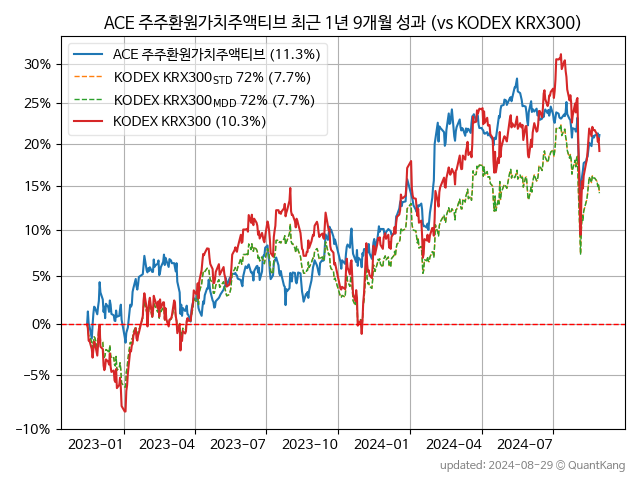 ACE 주주환원가치주액티브 최근 1년 9개월 성과 (vs KODEX KRX300)
ACE 주주환원가치주액티브 (11.3%)
KODEX KRX300STD 72% (7.7%)
KODEX KRX300MDD 72% (7.7%)
KODEX KRX300 (10.3%)
30%
25%
20%
15%
10%
5%
0%
−5%
−10%
2023−01 2023−04 2023−07 2023−10 2024−01 2024−04 2024−07
updated: 2024-08-29 ⓒ QuantKang